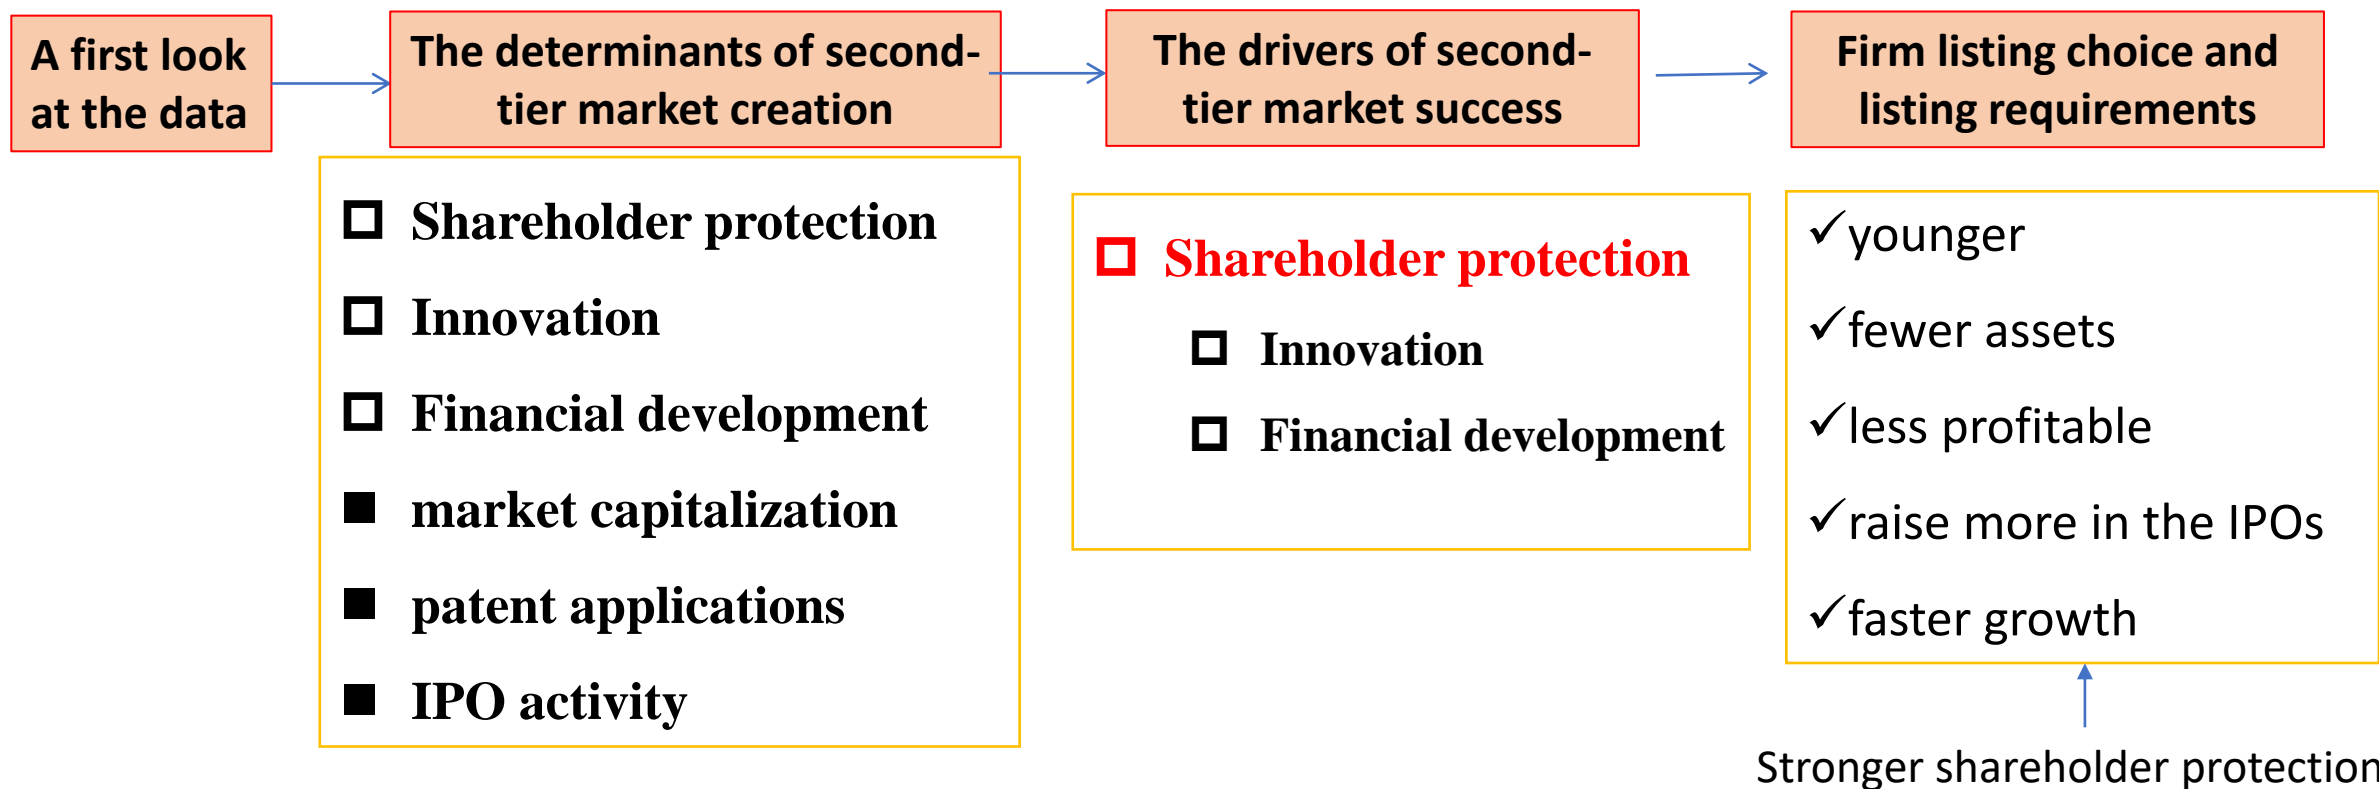 A first look
at the data
The determinants of second-
tier market creation
The drivers of second-
tier market success
Firm listing choice and
listing requirements
Shareholder protection
Innovation
Financial development
market capitalization
patent applications
IPO activity
Shareholder protection
Innovation
Financial development
✓younger
✓fewer assets
✓less profitable
✓raise more in the IPOs
✓faster growth
Stronger shareholder protection